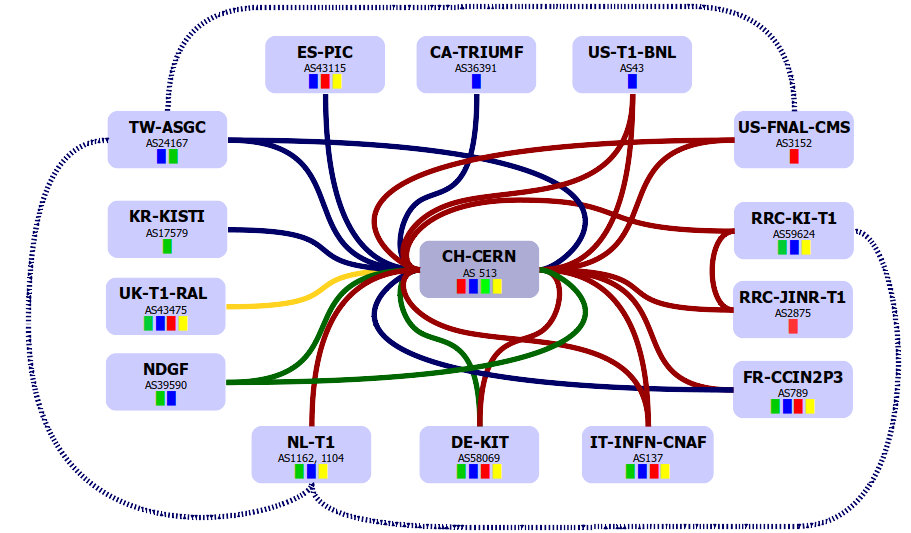 ES-PIC
AS43115
CA-TRIUMF
AS36391
US-T1-BNL
AS43
TW-ASGC
AS24167
US-FNAL-CMS
AS3152
KR-KISTI
AS17579
RRC-KI-T1
AS59624
CH-CERN
AS 513
UK-T1-RAL
AS43475
RRC-JINR-T1
AS2875
NDGF
AS39590
FR-CCIN2P3
AS789
NL-T1
AS1162, 1104
DE-KIT
AS58069
IT-INFN-CNAF
AS137